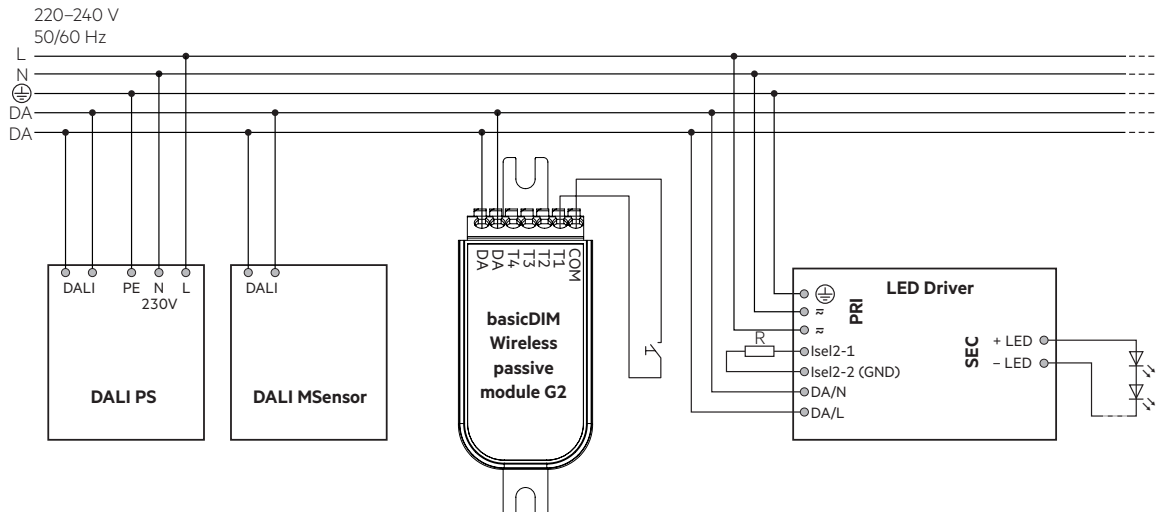 220–240 V
50/60 Hz
L
N
DA
DA
DALI
PE
N
L
230V
DALI PS
DALI
DALI MSensor
DA
DA
T4
T3
T2
T1
COM
basicDIM
Wireless
passive
module G2
LED Driver
PRI
≂
≂
R
Isel2-1
Isel2-2 (GND)
DA/N
DA/L
SEC
+ LED
– LED